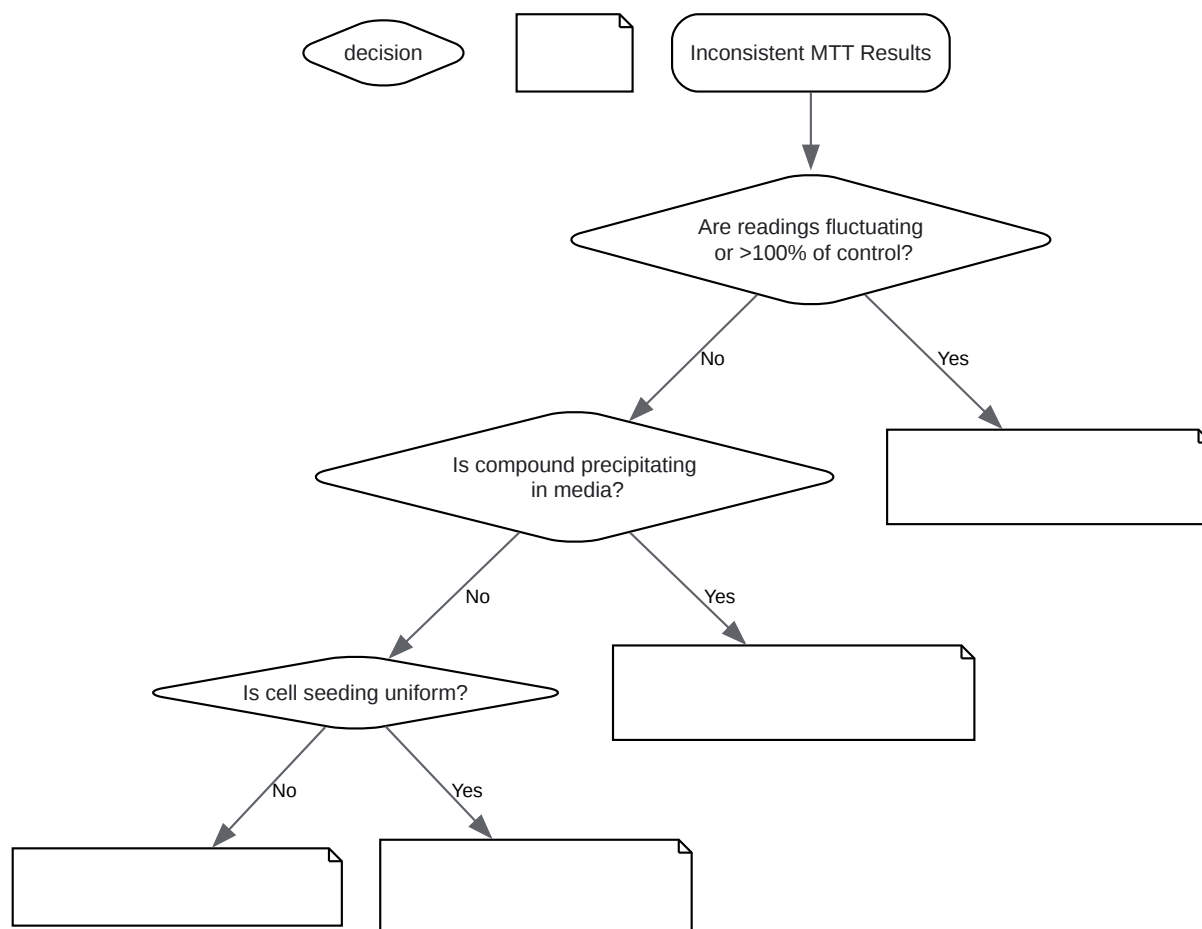 decision
Inconsistent MTT Results
Are readings fluctuating
or >100% of control?
No
Yes
Is compound precipitating
in media?
No
Yes
Is cell seeding uniform?
No
Yes